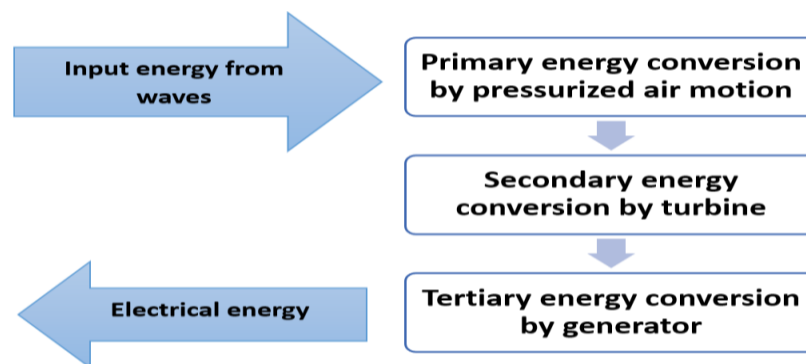 Input energy from
waves
Primary energy conversion
by pressurized air motion
Secondary energy
conversion by turbine
Tertiary energy conversion
by generator
Electrical energy